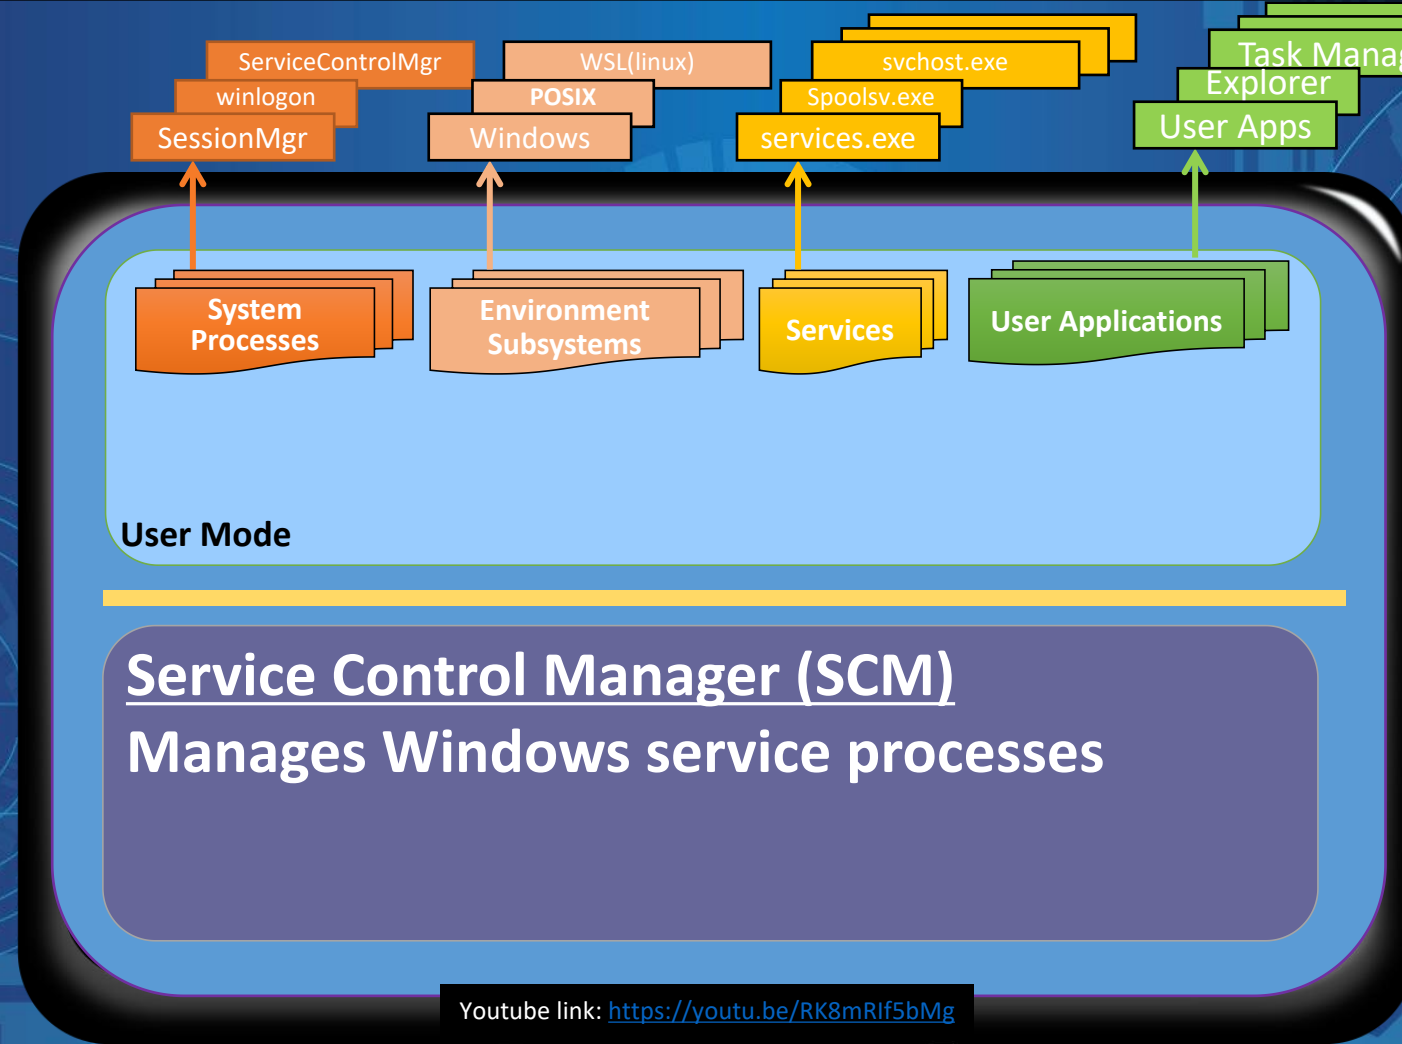 ServiceControlMgr
winlogon
SessionMgr
WSL(linux)
POSIX
Windows
svchost.exe
Spoolsv.exe
services.exe
Task Manag
Explorer
User Apps
System
Processes
Environment
Subsystems
Services
User Applications
User Mode
Service Control Manager (SCM)
Manages Windows service processes
Youtube link: https://youtu.be/RK8mRIf5bMg